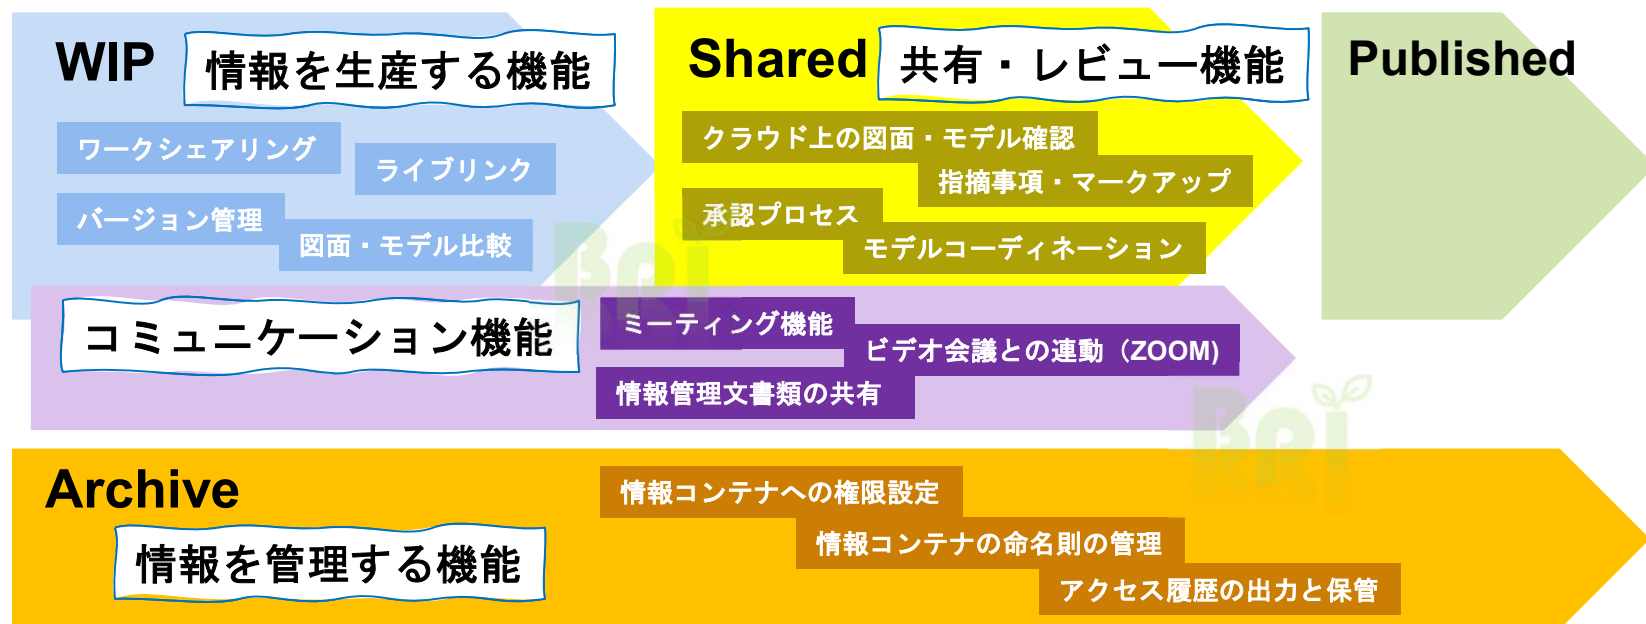 WIP
情報を生産する機能
ワークシェアリング
ライブリンク
バージョン管理
図面・モデル比較
Shared
共有・レビュー機能
クラウド上の図面・モデル確認
指摘事項・マークアップ
承認プロセス
モデルコーディネーション
Published
コミュニケーション機能
ミーティング機能
ビデオ会議との連動（ZOOM)
情報管理文書類の共有
Archive
情報を管理する機能
情報コンテナへの権限設定
情報コンテナの命名則の管理
アクセス履歴の出力と保管
BRI
BRI